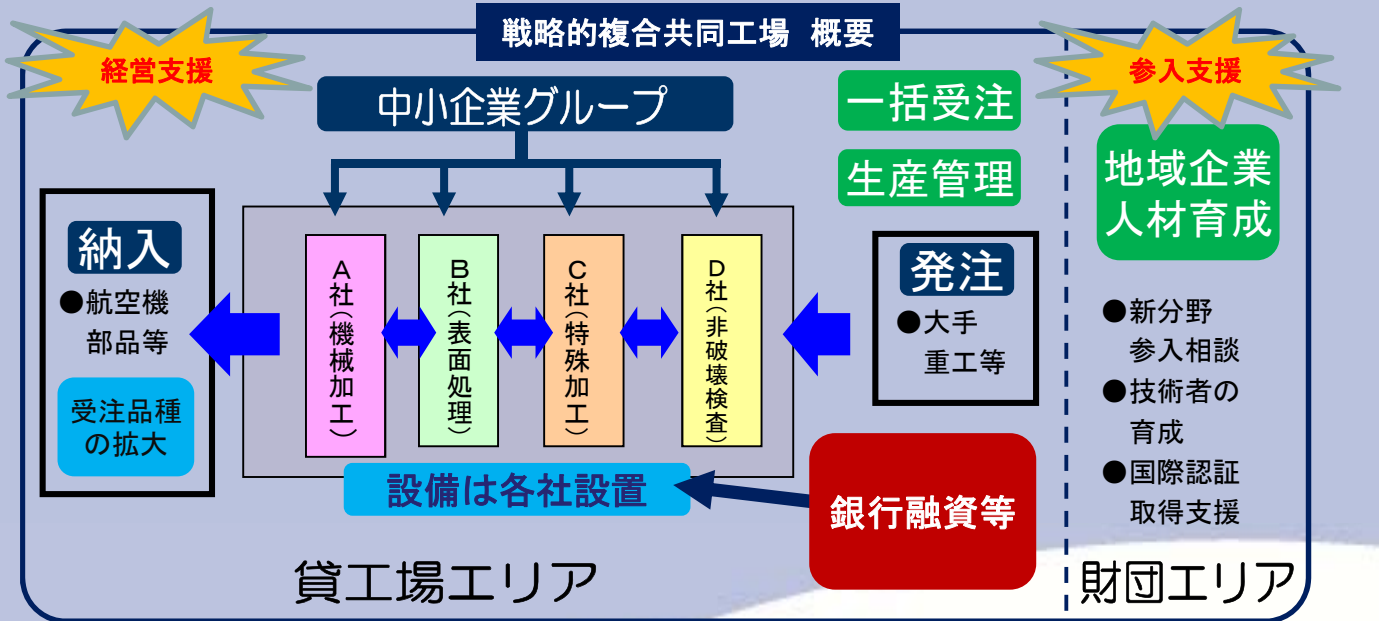 戦略的複合共同工場 概要
経営支援
参入支援
中小企業グループ
一括受注
生産管理
地域企業
人材育成
納入
●航空機
部品等
受注品種
の拡大
A社(機械加工)
B社(表面処理)
C社(特殊加工)
D社(非破壊検査)
発注
●大手
重工等
●新分野
参入相談
●技術者の
育成
●国際認証
取得支援
設備は各社設置
銀行融資等
貸工場エリア
財団エリア